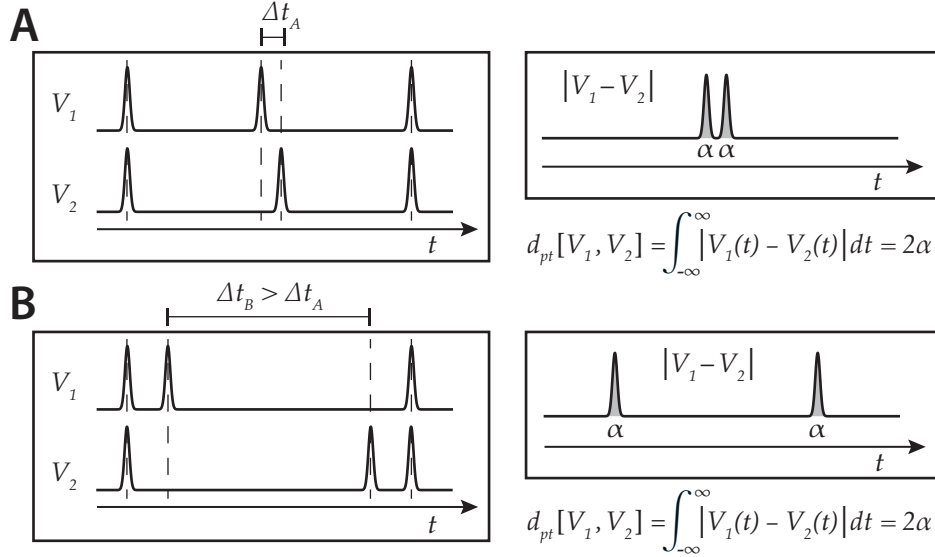 A
Δt_A
V_1
V_2
t
|V_1 – V_2|
α α
t
d_pt[V_1, V_2] = ∫_-∞^∞ |V_1(t) – V_2(t)| dt = 2α
B
Δt_B > Δt_A
V_1
V_2
t
|V_1 – V_2|
α α
t
d_pt[V_1, V_2] = ∫_-∞^∞ |V_1(t) – V_2(t)| dt = 2α